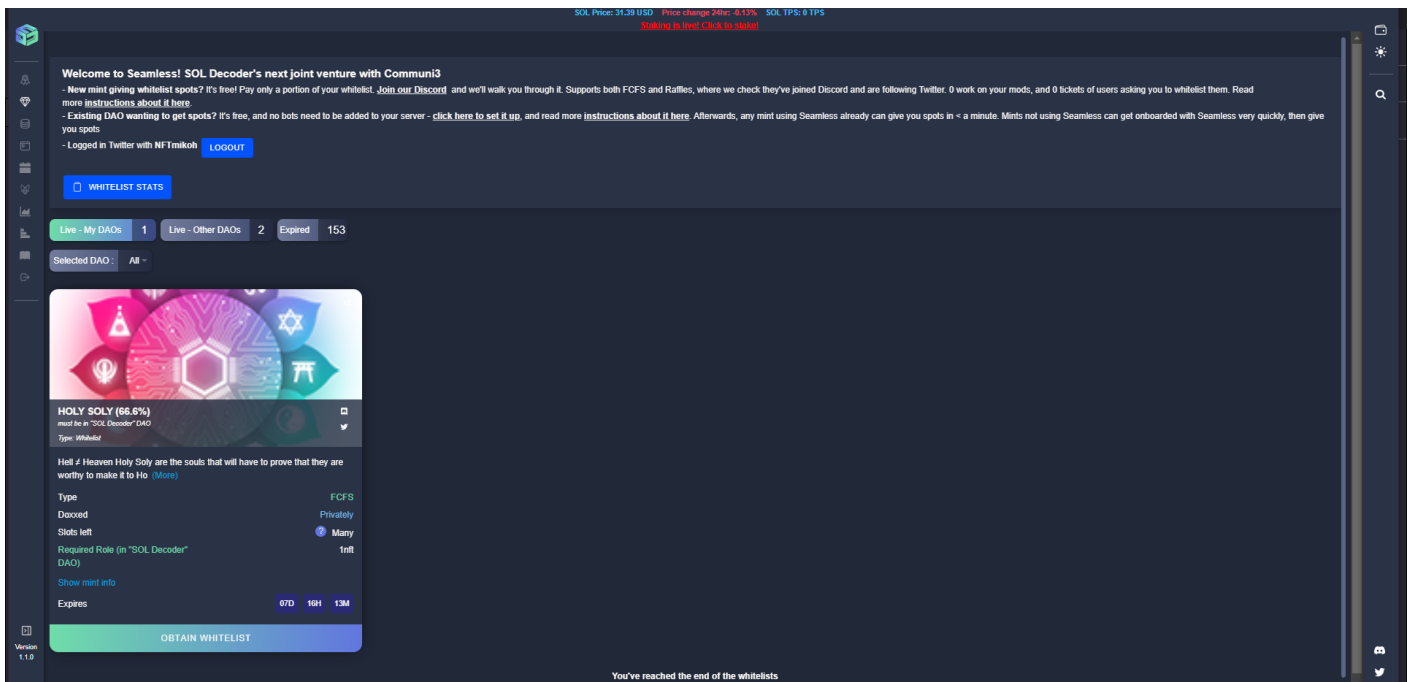 SOL Price: 31.39 USD Price change 24hr: -0.13% SOL TPS: 0 TPS
Staking is live! Click to stake!
Welcome to Seamless! SOL Decoder's next joint venture with Communi3
- New mint giving whitelist spots? It's free! Pay only a portion of your whitelist. Join our Discord and we'll walk you through it. Supports both FCFS and Raffles, where we check they've joined Discord and are following Twitter. 0 work on your mods, and 0 tickets of users asking you to whitelist them. Read
more instructions about it here.
- Existing DAO wanting to get spots? It's free, and no bots need to be added to your server - click here to set it up, and read more instructions about it here. Afterwards, any mint using Seamless already can give you spots in < a minute. Mints not using Seamless can get onboarded with Seamless very quickly, then give
you spots
- Logged in Twitter with NFTmikoh LOGOUT
WHITELIST STATS
Live - My DAOs 1 Live - Other DAOs 2 Expired 153
Selected DAO : All
HOLY SOLY (66.6%)
must be in "SOL Decoder" DAO
Type: Whitelist
Hell ≠ Heaven Holy Soly are the souls that will have to prove that they are
worthy to make it to Ho (More)
Type FCFS
Doxxed Privately
Slots left ? Many
Required Role (in "SOL Decoder" 1nft
DAO)
Show mint info
Expires 07D 16H 13M
OBTAIN WHITELIST
Version
1.1.0
You've reached the end of the whitelists